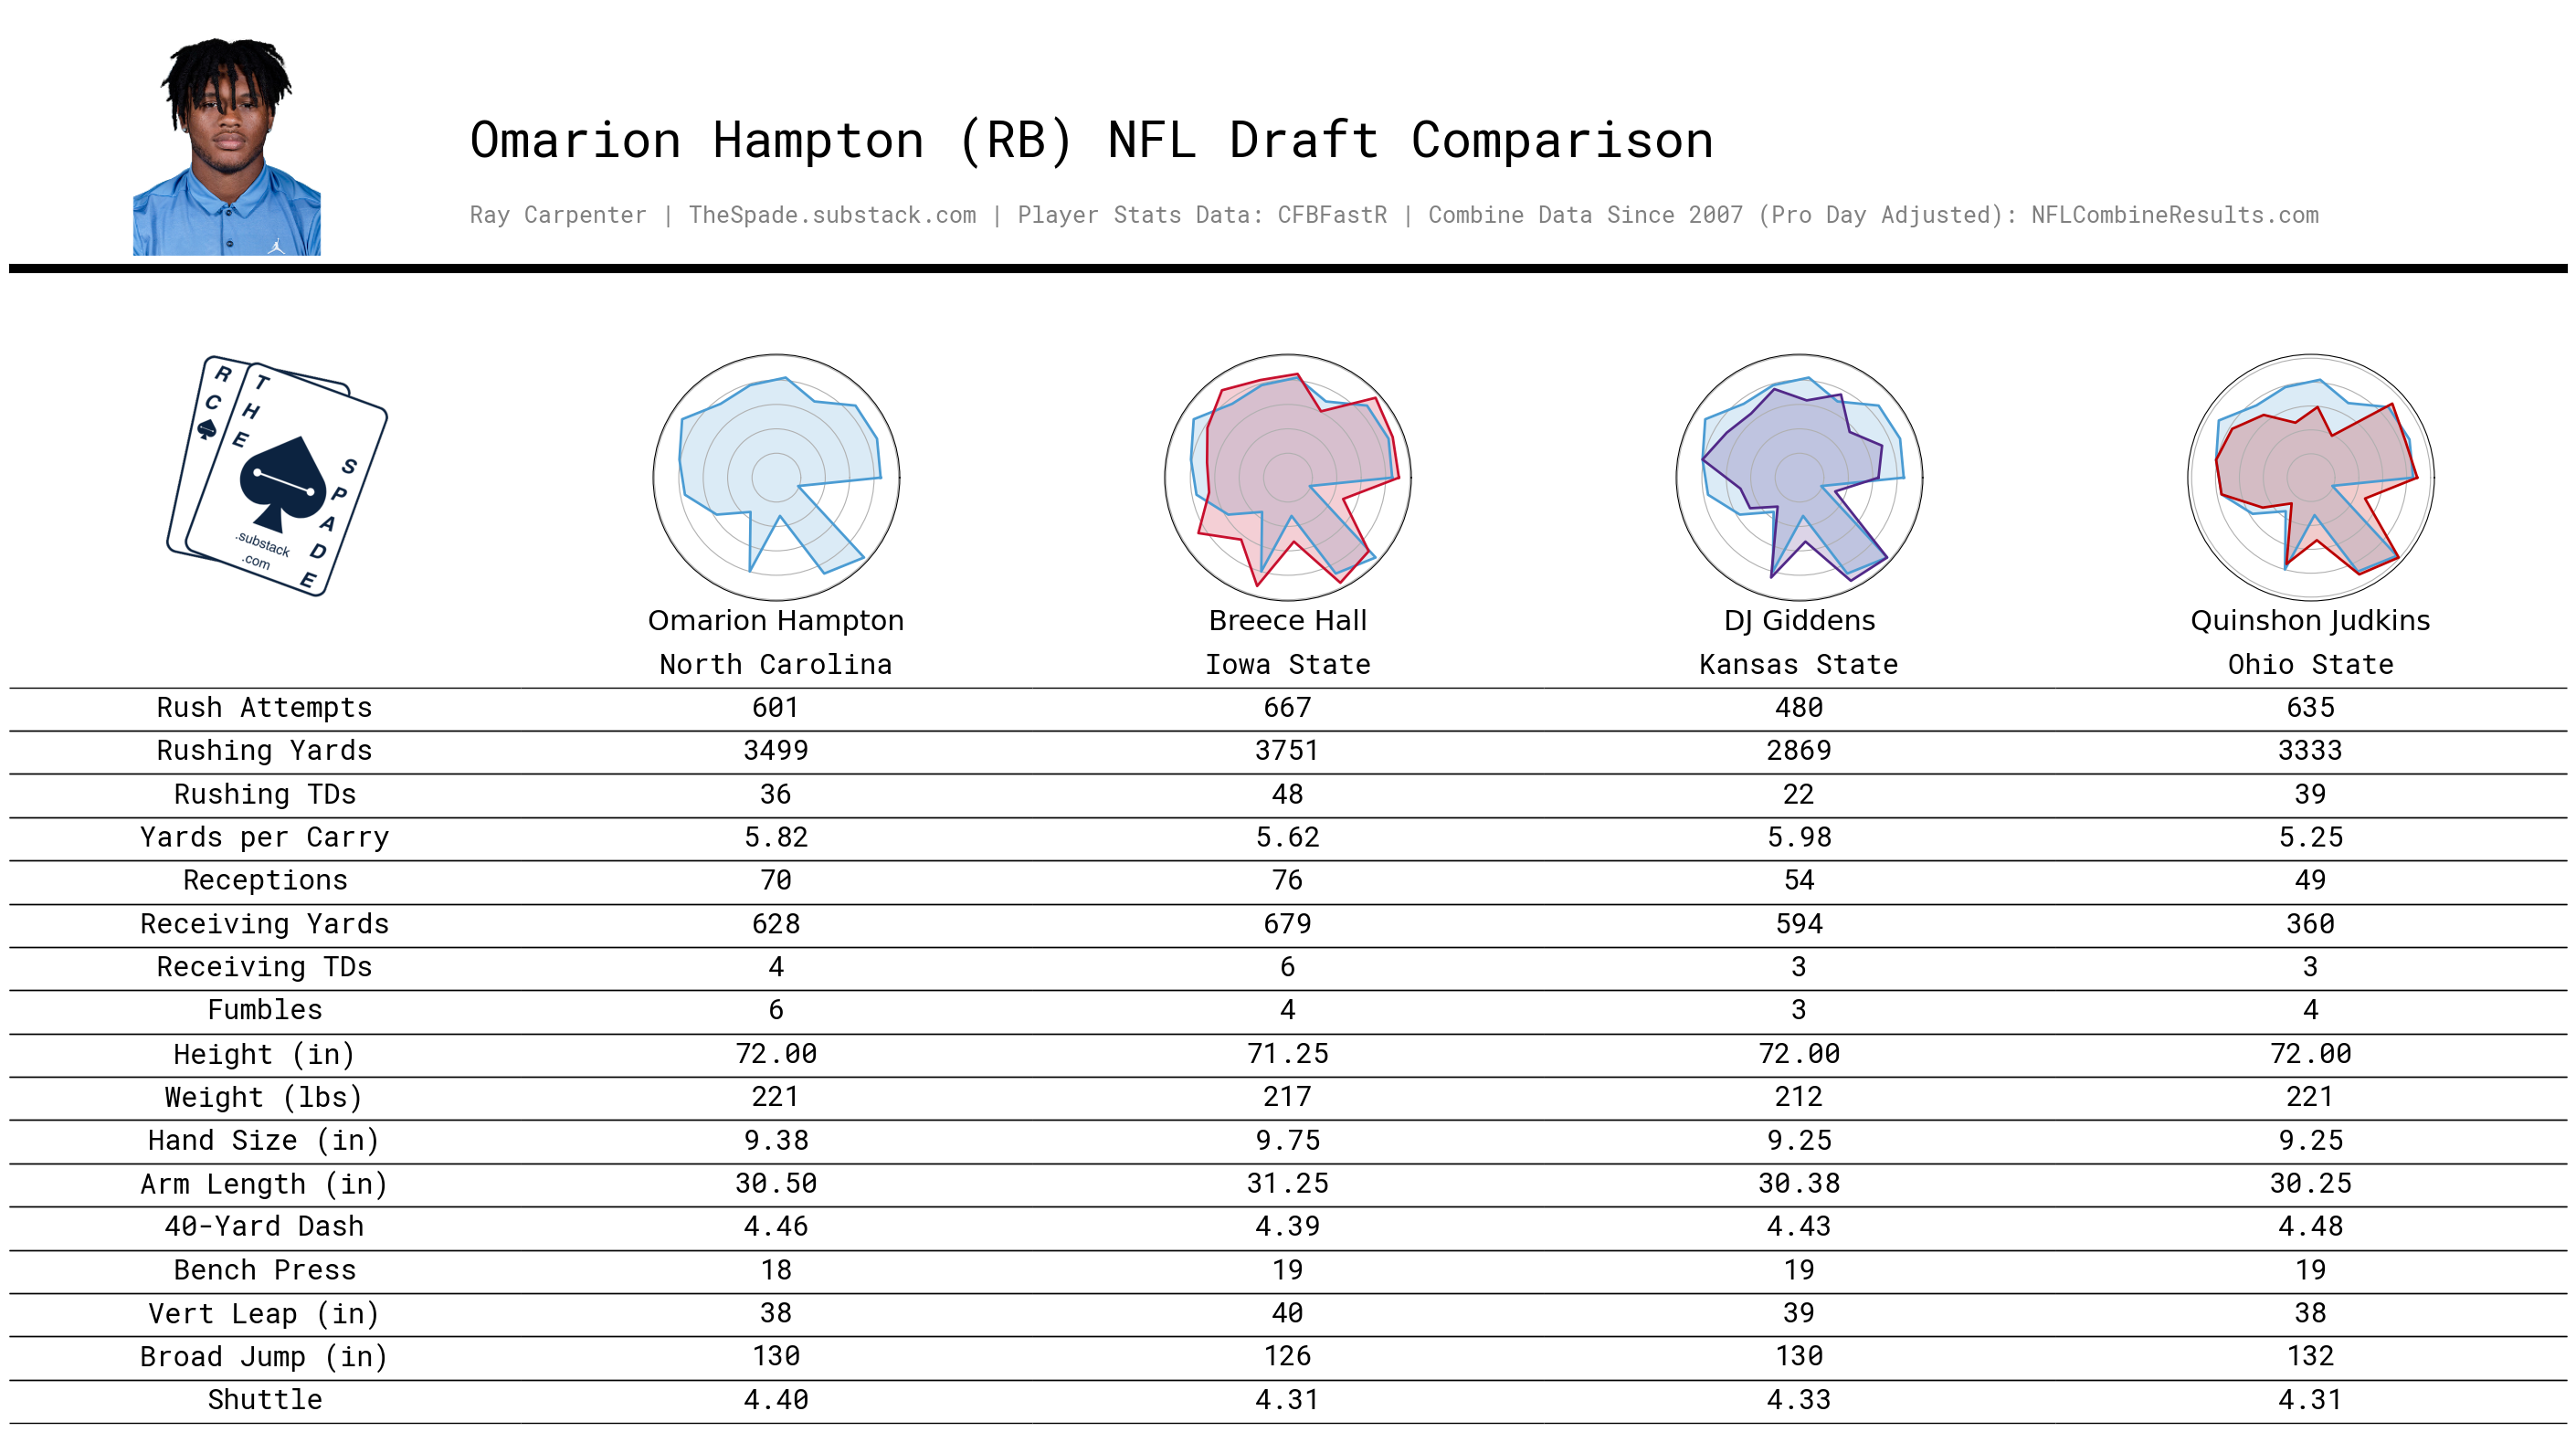 Omarion Hampton (RB) NFL Draft Comparison
Ray Carpenter | TheSpade.substack.com | Player Stats Data: CFBFastR | Combine Data Since 2007 (Pro Day Adjusted): NFLCombineResults.com
R C
THE SPADE
.substack
.com
Omarion Hampton Breece Hall DJ Giddens Quinshon Judkins
North Carolina Iowa State Kansas State Ohio State
Rush Attempts 601 667 480 635
Rushing Yards 3499 3751 2869 3333
Rushing TDs 36 48 22 39
Yards per Carry 5.82 5.62 5.98 5.25
Receptions 70 76 54 49
Receiving Yards 628 679 594 360
Receiving TDs 4 6 3 3
Fumbles 6 4 3 4
Height (in) 72.00 71.25 72.00 72.00
Weight (lbs) 221 217 212 221
Hand Size (in) 9.38 9.75 9.25 9.25
Arm Length (in) 30.50 31.25 30.38 30.25
40-Yard Dash 4.46 4.39 4.43 4.48
Bench Press 18 19 19 19
Vert Leap (in) 38 40 39 38
Broad Jump (in) 130 126 130 132
Shuttle 4.40 4.31 4.33 4.31